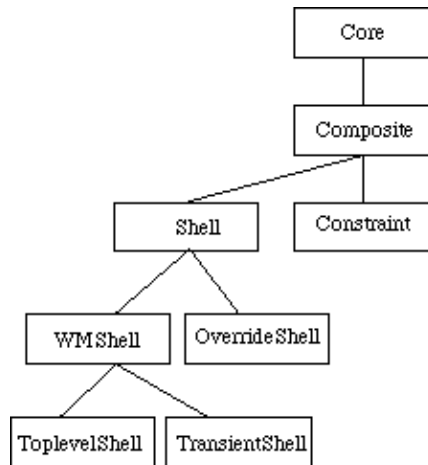 Core
Composite
Shell
Constraint
WMShell
OverrideShell
ToplevelShell
TransientShell